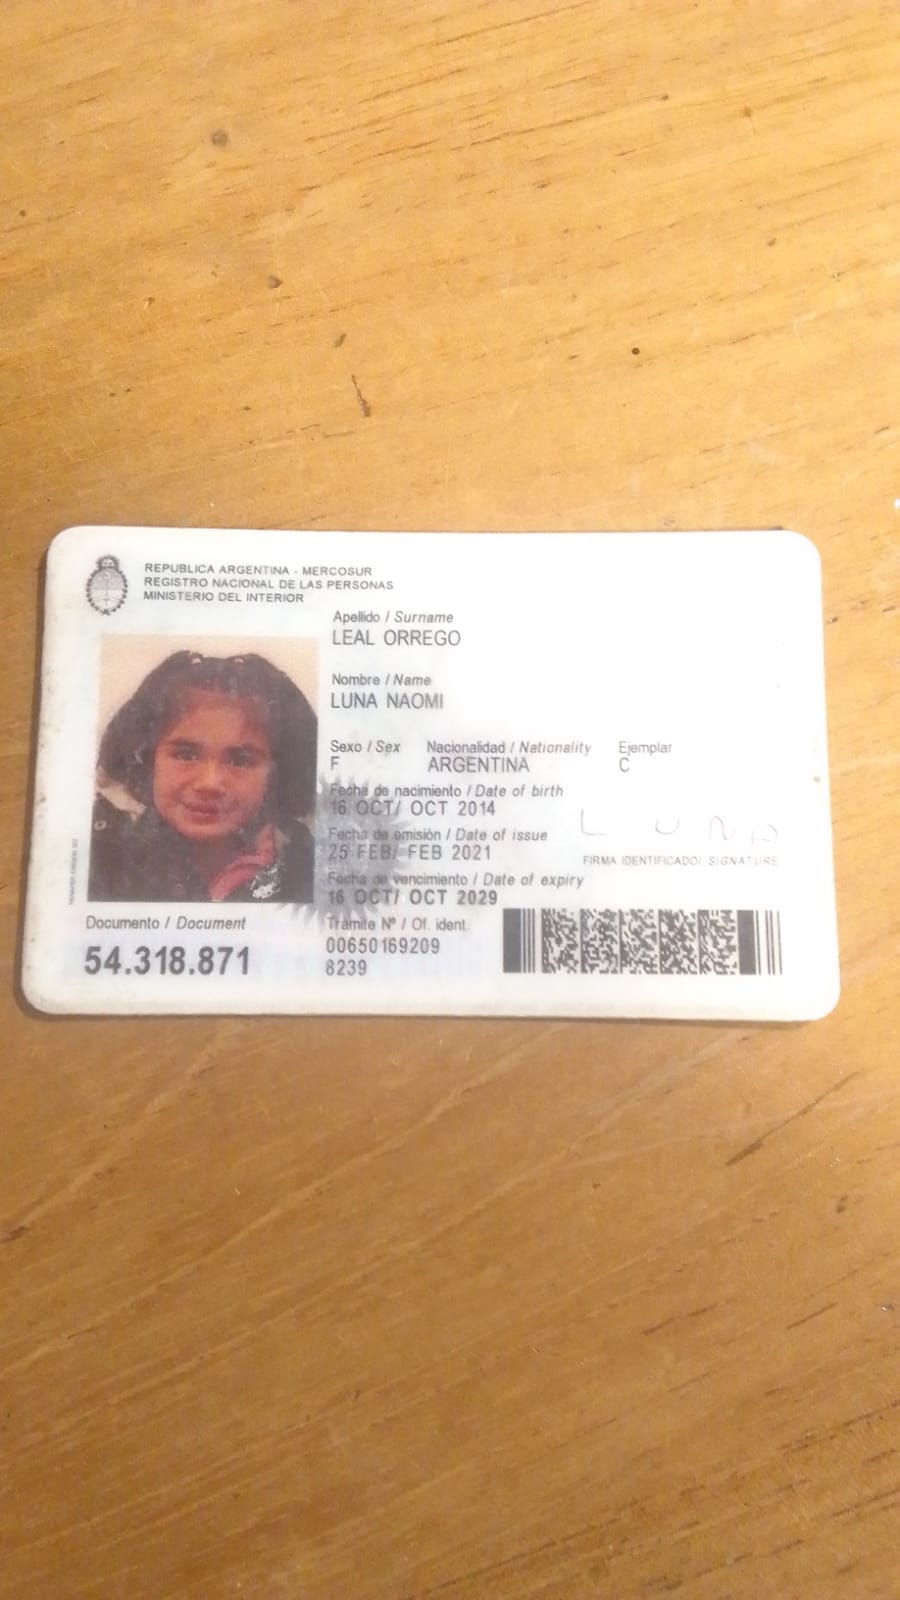 REPUBLICA ARGENTINA - MERCOSUR
REGISTRO NACIONAL DE LAS PERSONAS
MINISTERIO DEL INTERIOR
Apellido / Surname
LEAL ORREGO
Nombre / Name
LUNA NAOMI
Sexo / Sex Nacionalidad / Nationality Ejemplar
F ARGENTINA C
Fecha de nacimiento / Date of birth
16 OCT/ OCT 2014
Fecha de emisión / Date of issue
25 FEB/ FEB 2021
LUNA
FIRMA IDENTIFICADO/ SIGNATURE
Fecha de vencimiento / Date of expiry
16 OCT/ OCT 2029
Documento / Document
54.318.871
Trámite Nº / Of. ident.
00650169209
8239